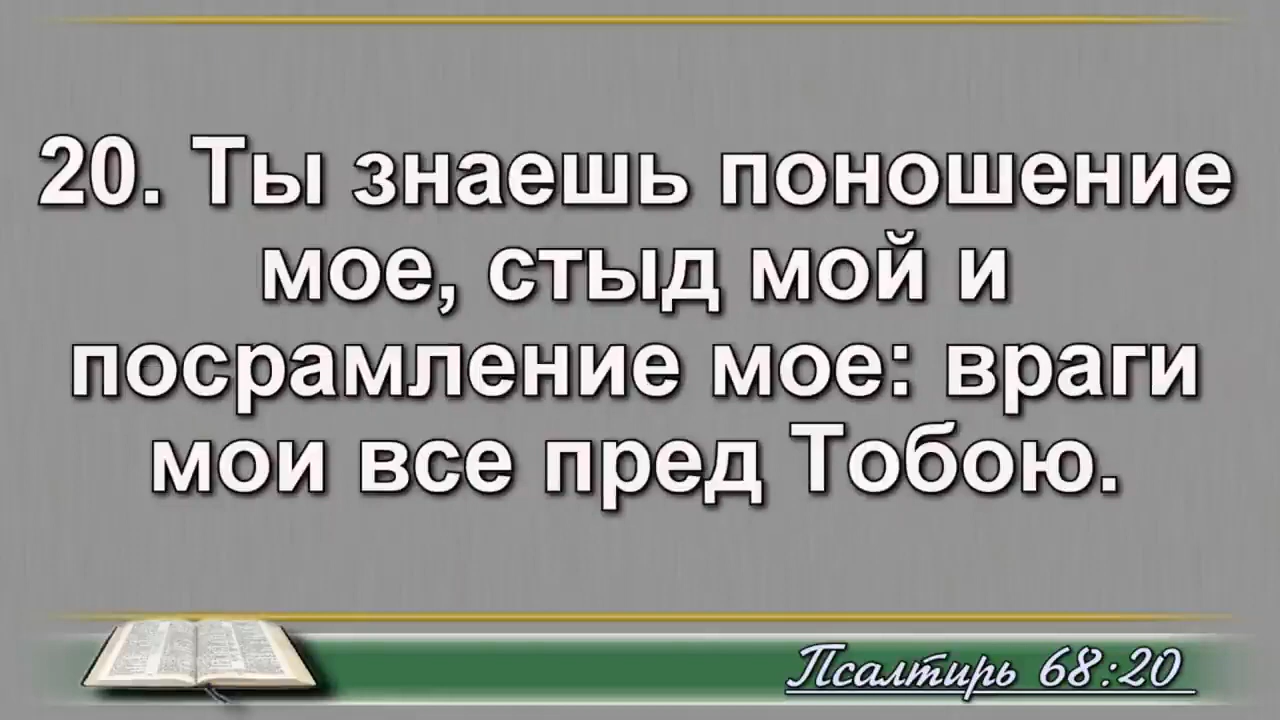 20. Ты знаешь поношение
мое, стыд мой и
посрамление мое: враги
мои все пред Тобою.
Псалтирь 68:20